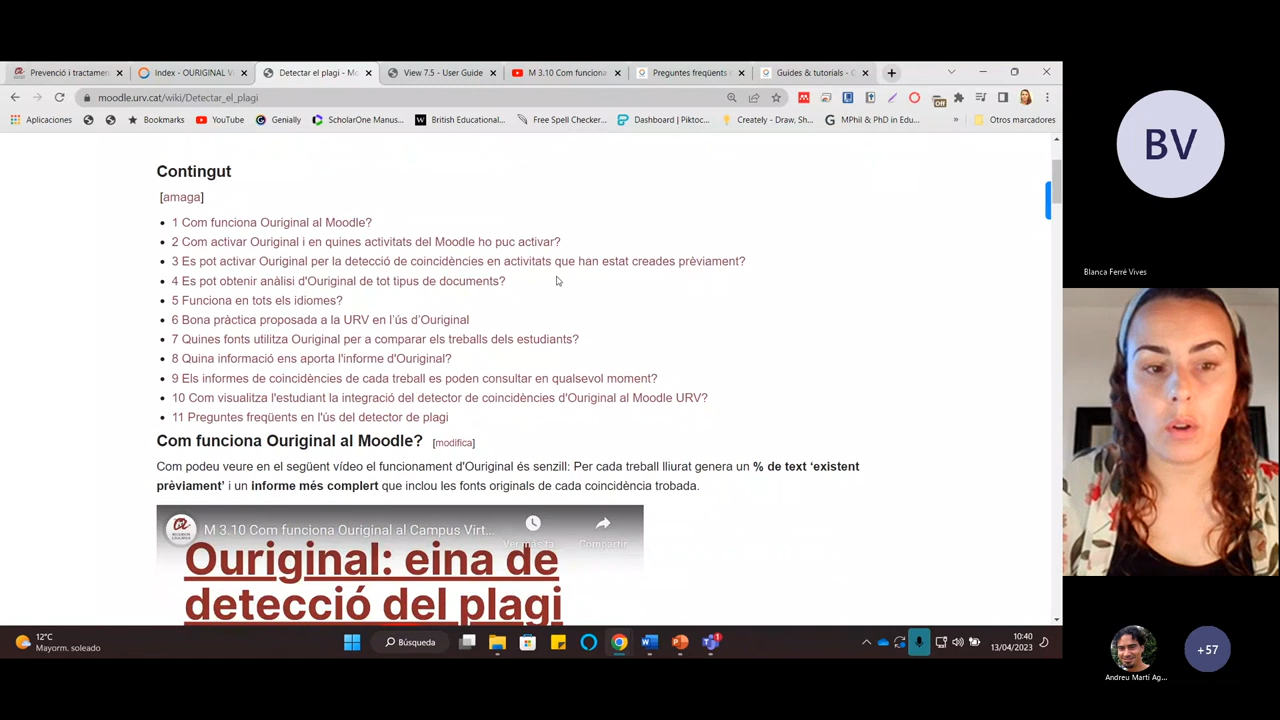 Prevenció i tractamen
Index - OURIGINAL Vi
Detectar el plagi - Mo
View 7.5 - User Guide
M 3.10 Com funciona
Preguntes freqüents n
Guides & tutorials - O
moodle.urv.cat/wiki/Detectar_el_plagi
Aplicaciones
Bookmarks
YouTube
Genially
ScholarOne Manus...
British Educational...
Free Spell Checker...
Dashboard | Piktoc...
Creately - Draw, Sh...
MPhil & PhD in Edu...
»
Otros marcadores
Off
Contingut
[amaga]
1 Com funciona Ouriginal al Moodle?
2 Com activar Ouriginal i en quines activitats del Moodle ho puc activar?
3 Es pot activar Ouriginal per la detecció de coincidències en activitats que han estat creades prèviament?
4 Es pot obtenir anàlisi d'Ouriginal de tot tipus de documents?
5 Funciona en tots els idiomes?
6 Bona pràctica proposada a la URV en l'ús d'Ouriginal
7 Quines fonts utilitza Ouriginal per a comparar els treballs dels estudiants?
8 Quina informació ens aporta l'informe d'Ouriginal?
9 Els informes de coincidències de cada treball es poden consultar en qualsevol moment?
10 Com visualitza l'estudiant la integració del detector de coincidències d'Ouriginal al Moodle URV?
11 Preguntes freqüents en l'ús del detector de plagi
Com funciona Ouriginal al Moodle? [modifica]
Com podeu veure en el següent vídeo el funcionament d'Ouriginal és senzill: Per cada treball lliurat genera un % de text ‘existent
prèviament’ i un informe més complert que inclou les fonts originals de cada coincidència trobada.
M 3.10 Com funciona Ouriginal al Campus Virt...
Ver más ta...
Compartir
Ouriginal: eina de
detecció del plagi
12°C
Mayorm. soleado
Búsqueda
1
10:40
13/04/2023
BV
Blanca Ferré Vives
Andreu Martí Ag...
+57